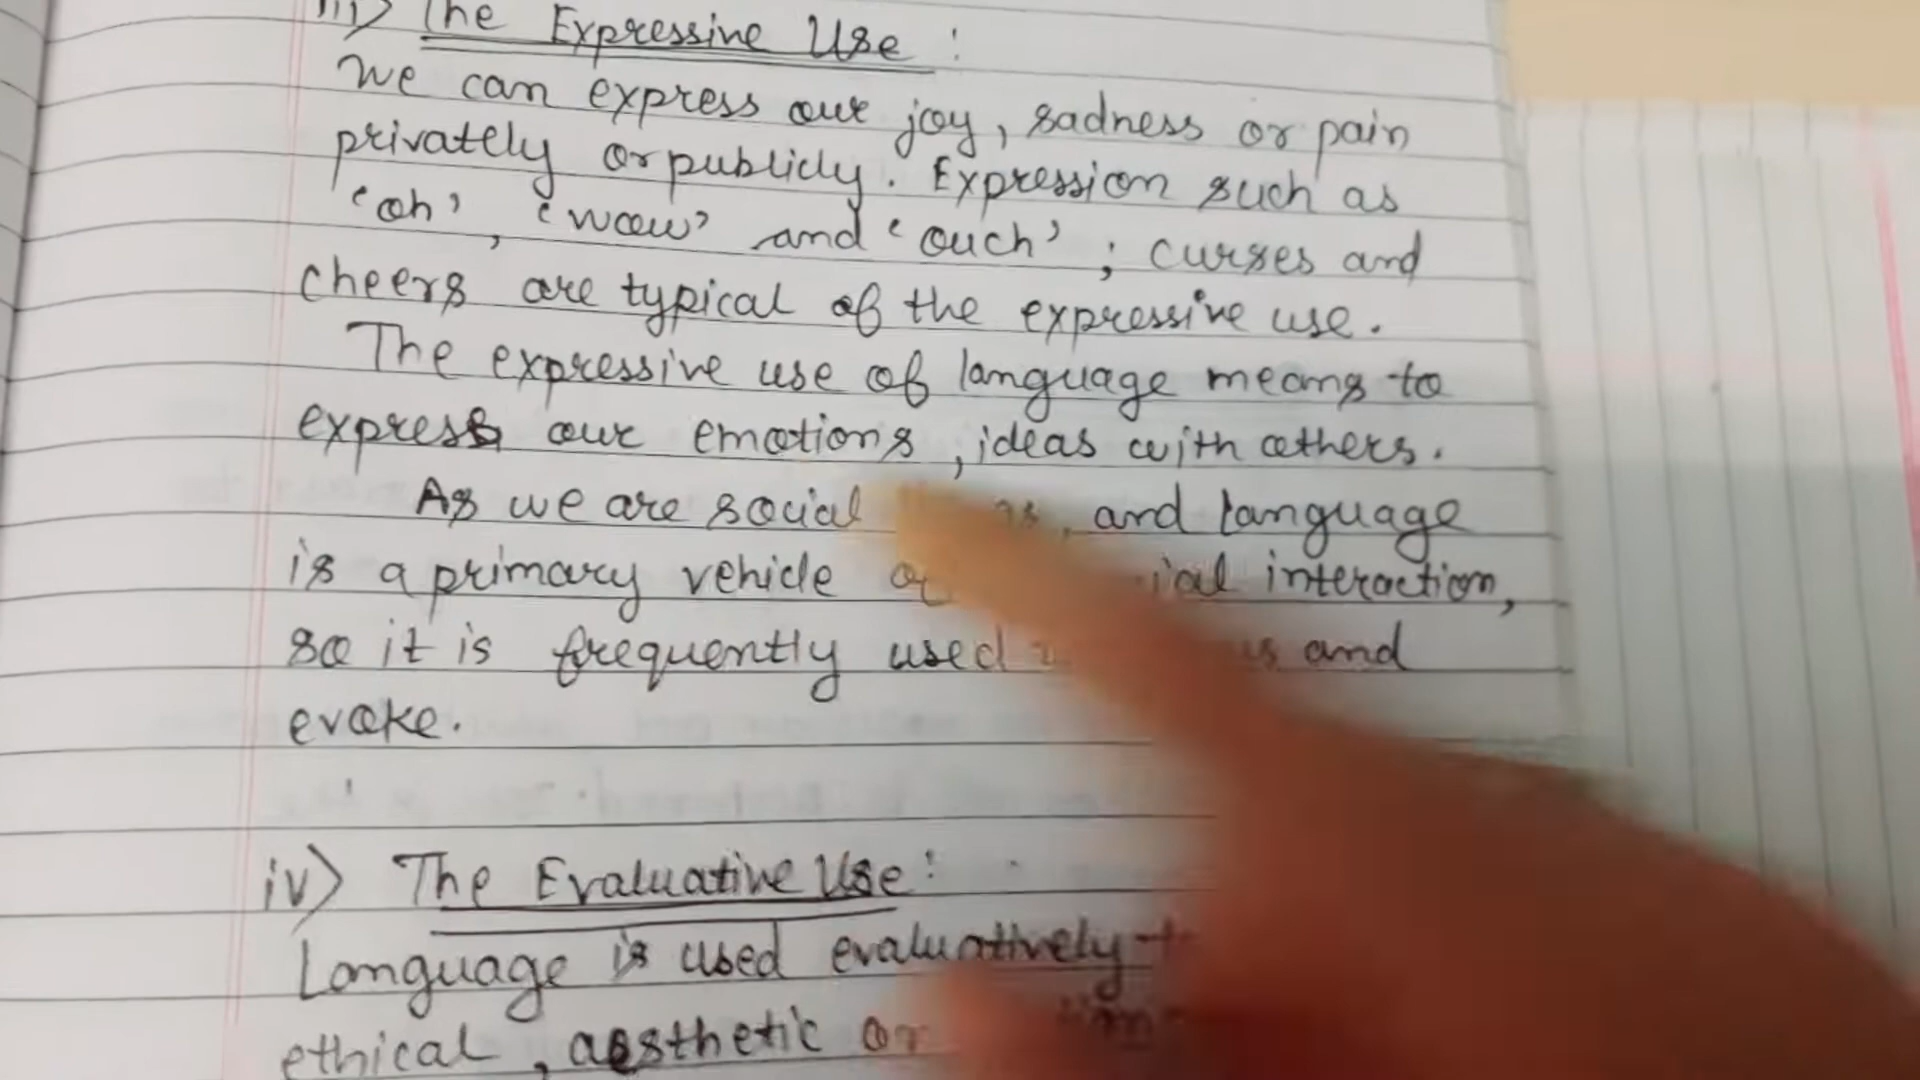 iii) The Expressive Use :
We can express our joy, sadness or pain
privately or publicly. Expression such as
'oh', 'wow' and 'ouch'; curses and
cheers are typical of the expressive use.
The expressive use of language means to
express our emotions, ideas with others.
As we are social and language
is a primary vehicle interaction,
so it is frequently used and
evoke.
iv) The Evaluative Use :
Language is used evaluatively
ethical, aesthetic or